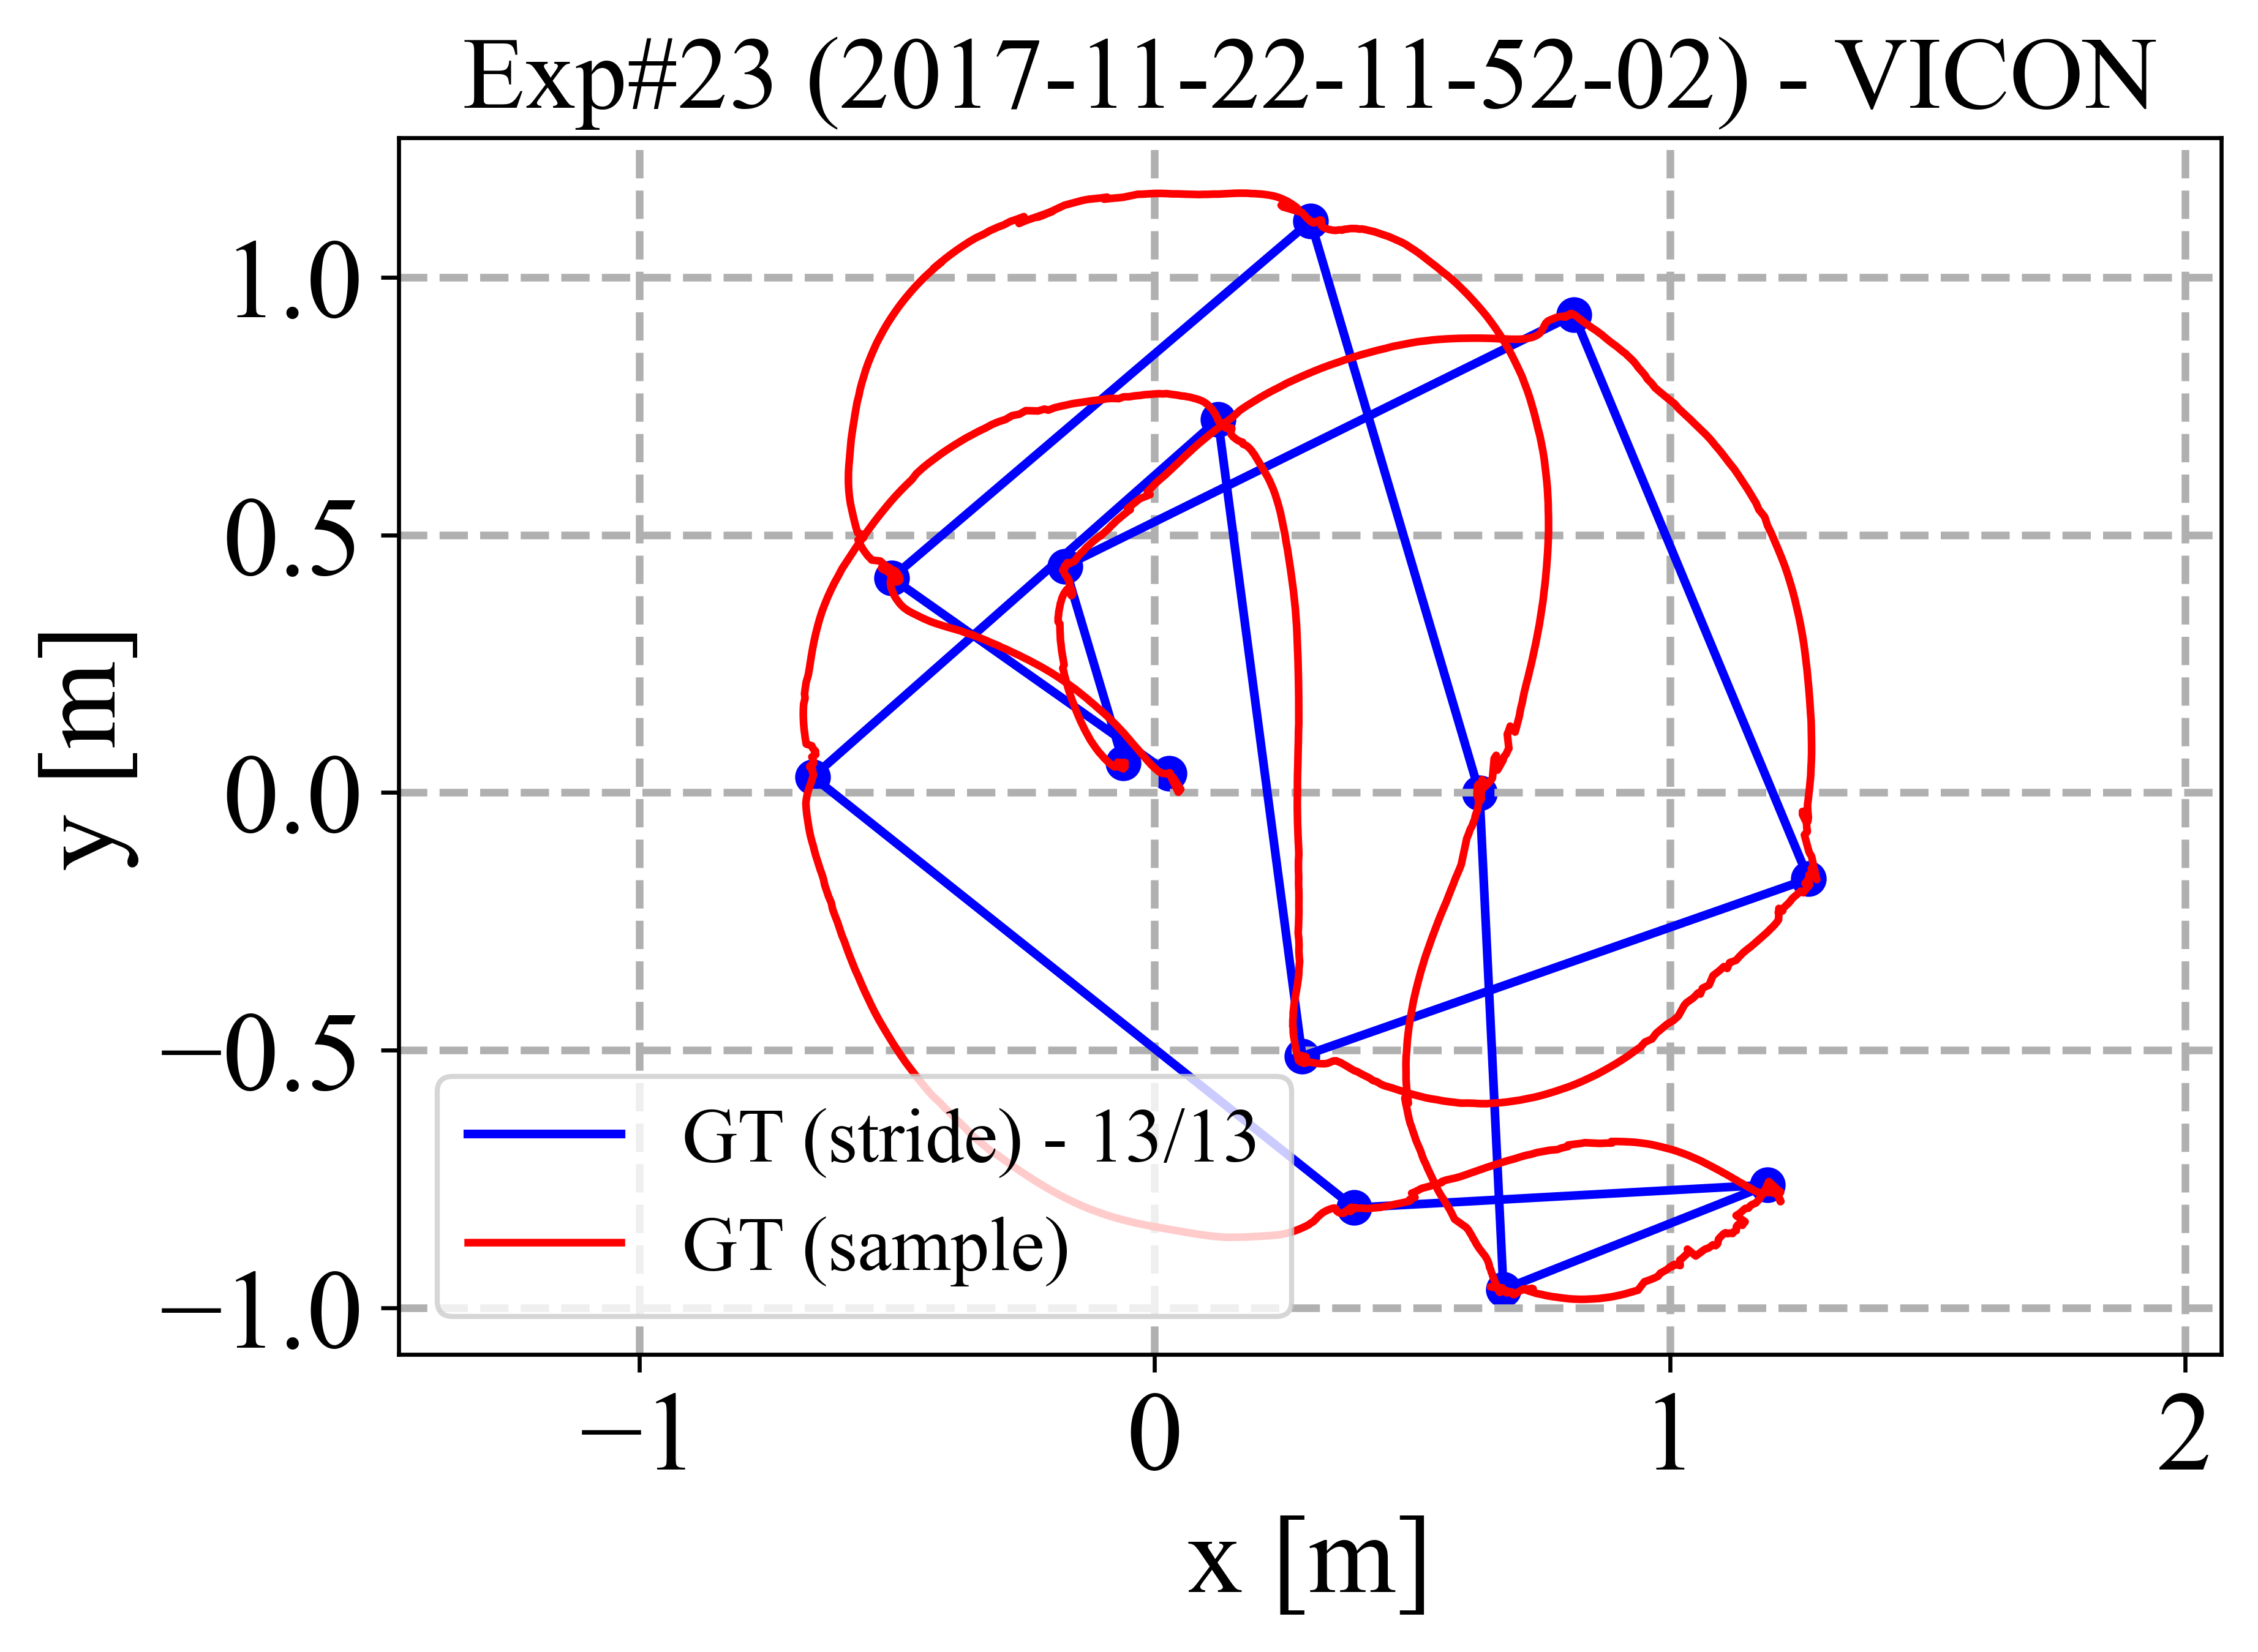 Exp#23 (2017-11-22-11-52-02) - VICON
y [m]
1.0
0.5
0.0
−0.5
−1.0
GT (stride) - 13/13
GT (sample)
−1
0
1
2
x [m]